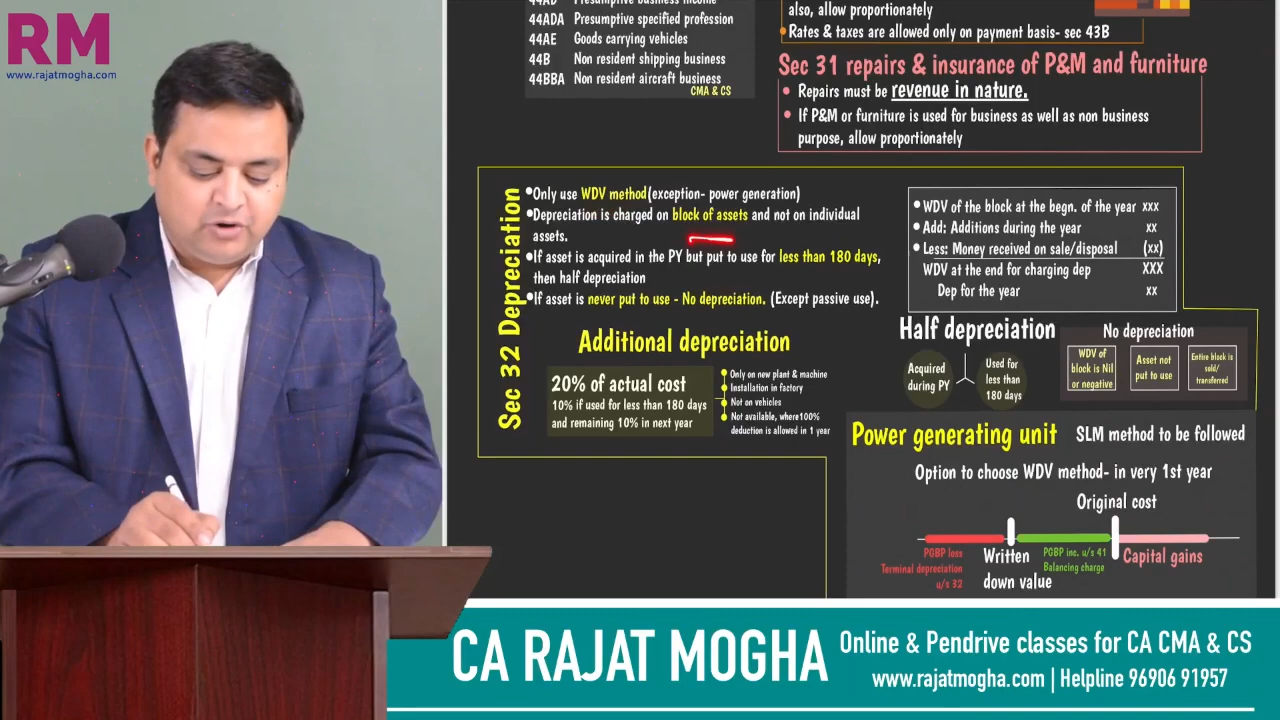 RM
www.rajatmogha.com
44AD Presumptive business income
44ADA Presumptive specified profession
44AE Goods carrying vehicles
44B Non resident shipping business
44BBA Non resident aircraft business
CMA & CS
also, allow proportionately
Rates & taxes are allowed only on payment basis- sec 43B
Sec 31 repairs & insurance of P&M and furniture
Repairs must be revenue in nature.
If P&M or furniture is used for business as well as non business
purpose, allow proportionately
Sec 32 Depreciation
Only use WDV method(exception- power generation)
Depreciation is charged on block of assets and not on individual
assets.
If asset is acquired in the PY but put to use for less than 180 days,
then half depreciation
If asset is never put to use - No depreciation. (Except passive use).
Additional depreciation
20% of actual cost
10% if used for less than 180 days
and remaining 10% in next year
Only on new plant & machine
Installation in factory
Not on vehicles
Not available, where100%
deduction is allowed in 1 year
WDV of the block at the begn. of the year xxx
Add: Additions during the year xx
Less: Money received on sale/disposal (xx)
WDV at the end for charging dep XXX
Dep for the year xx
Half depreciation
Acquired
during PY
Used for
less than
180 days
No depreciation
WDV of
block is Nil
or negative
Asset not
put to use
Entire block is
sold/
transferred
Power generating unit SLM method to be followed
Option to choose WDV method- in very 1st year
Original cost
PGBP loss
Terminal depreciation
u/s 32
Written
down value
PGBP inc. u/s 41
Balancing charge
Capital gains
CA RAJAT MOGHA
Online & Pendrive classes for CA CMA & CS
www.rajatmogha.com | Helpline 96906 91957